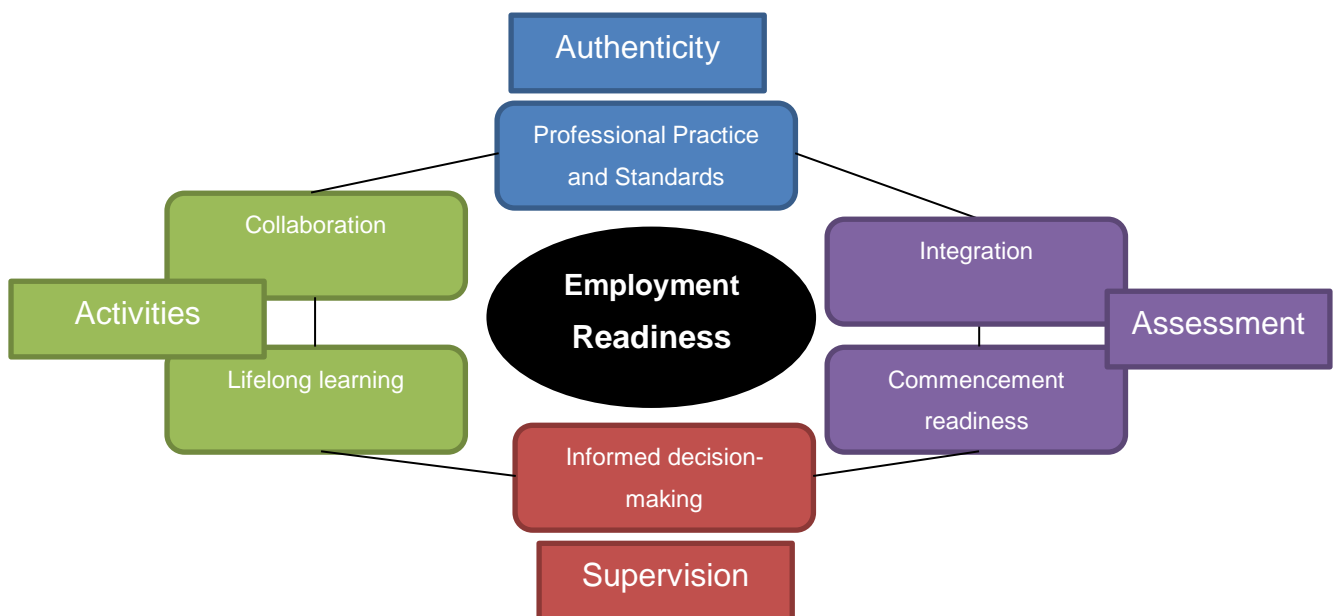 Authenticity
Professional Practice
and Standards
Collaboration
Integration
Employment
Readiness
Activities
Assessment
Lifelong learning
Commencement
readiness
Informed decision-
making
Supervision